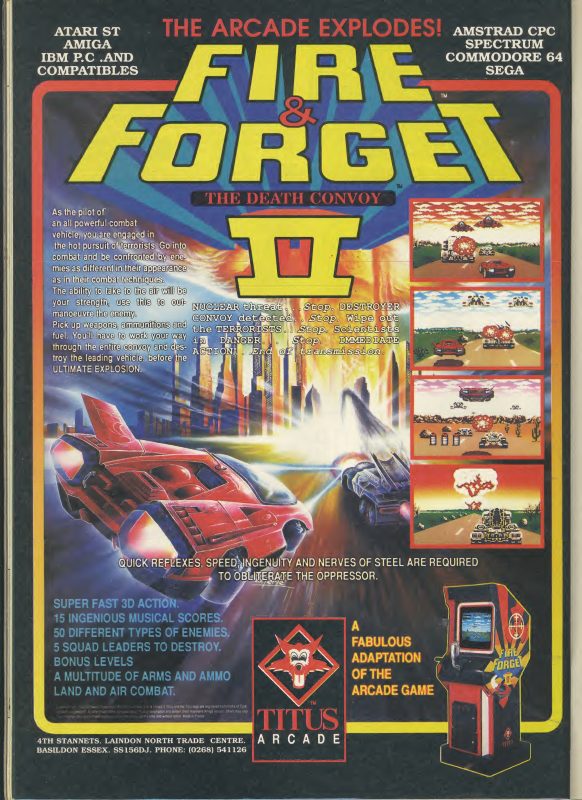 THE ARCADE EXPLODES!
ATARI ST
AMIGA
IBM P.C .AND
COMPATIBLES
AMSTRAD CPC
SPECTRUM
COMMODORE 64
SEGA
FIRE
&
FORGET
THE DEATH CONVOY
II
As the pilot of
an all powerful combat
vehicle, you are engaged in
the hot pursuit of terrorists. Go into
combat and be confronted by ene-
mies as different in their appearance
as in their combat techniques.
The ability to take to the air will be
your strength, use this to out-
manoeuvre the enemy.
Pick up weapons, ammunitions and
fuel. You'll have to work your way
through the entire convoy and des-
troy the leading vehicle, before the
ULTIMATE EXPLOSION.
NUCLEAR threat.. Stop. DESTROYER
CONVOY detected.. Stop. Wipe out
the TERRORISTS.. Stop. Scientists
in DANGER.. Stop. IMMEDIATE
ACTION!.. End of transmission.
QUICK REFLEXES, SPEED, INGENUITY AND NERVES OF STEEL ARE REQUIRED
TO OBLITERATE THE OPPRESSOR.
SUPER FAST 3D ACTION.
15 INGENIOUS MUSICAL SCORES.
50 DIFFERENT TYPES OF ENEMIES.
5 SQUAD LEADERS TO DESTROY.
BONUS LEVELS
A MULTITUDE OF ARMS AND AMMO
LAND AND AIR COMBAT.
TITUS
ARCADE
A
FABULOUS
ADAPTATION
OF THE
ARCADE GAME
FIRE
FORGET
II
4TH STANNETS. LAINDON NORTH TRADE CENTRE.
BASILDON ESSEX. SS156DJ. PHONE: (0268) 541126